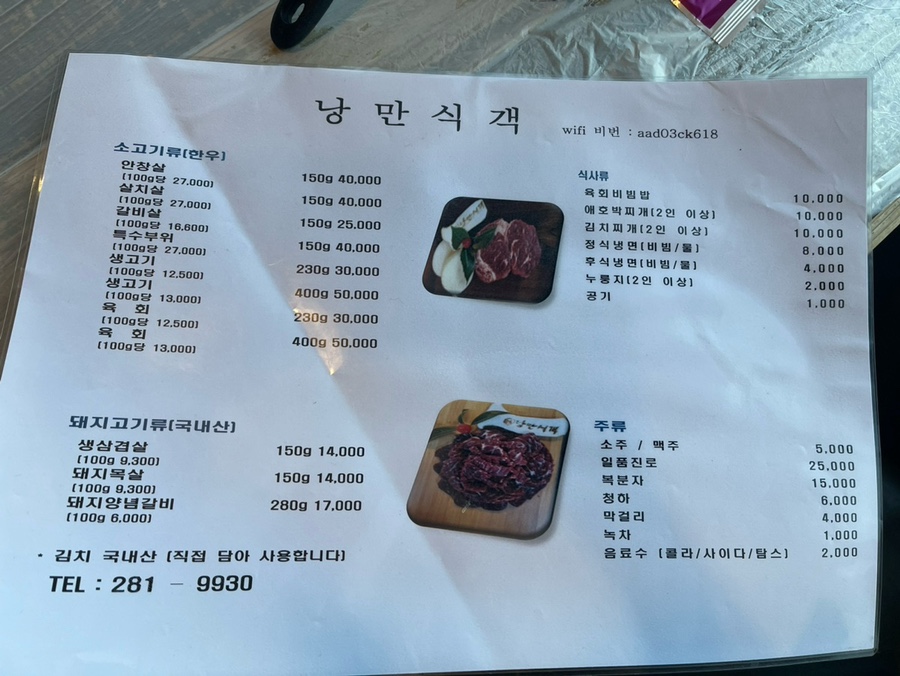 낭만식객
wifi 비번 : aad03ck618
소고기류(한우)
안창살
(100g당 27.000) 150g 40.000
살치살
(100g당 27.000) 150g 40.000
갈비살
(100g당 16.600) 150g 25.000
특수부위
(100g당 27.000) 150g 40.000
생고기
(100g당 12.500) 230g 30.000
생고기
(100g당 13.000) 400g 50.000
육 회
(100g당 12.500) 230g 30.000
육 회
(100g당 13.000) 400g 50.000
돼지고기류(국내산)
생삼겹살 150g 14.000
(100g 9.300)
돼지목살 150g 14.000
(100g 9.300)
돼지양념갈비 280g 17.000
(100g 6.000)
* 김치 국내산 (직접 담아 사용합니다)
TEL : 281 - 9930
식사류
육회비빔밥 10.000
애호박찌개(2인 이상) 10.000
김치찌개(2인 이상) 10.000
정식냉면(비빔/물) 8.000
후식냉면(비빔/물) 4.000
누룽지(2인 이상) 2.000
공기 1.000
낭만식객
주류
소주 / 맥주 5.000
일품진로 25.000
복분자 15.000
청하 6.000
막걸리 4.000
녹차 1.000
음료수 (콜라/사이다/탐스) 2.000